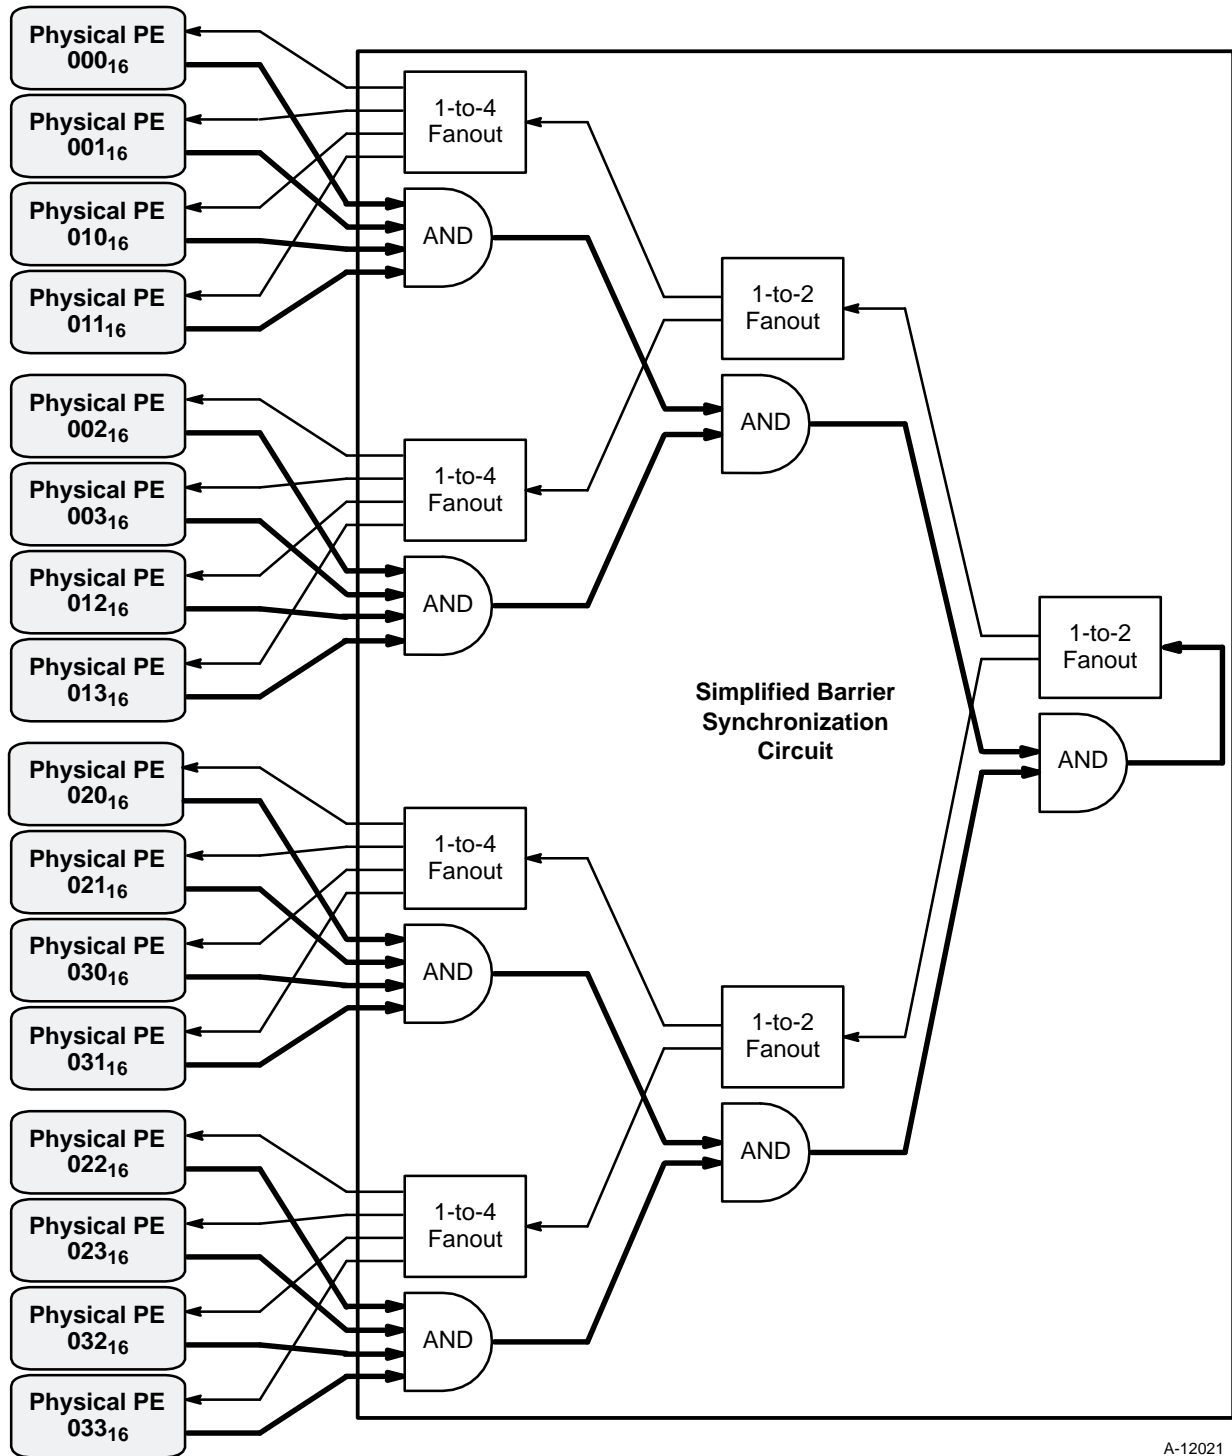 Physical PE
000₁₆
Physical PE
001₁₆
Physical PE
010₁₆
Physical PE
011₁₆
1-to-4
Fanout
AND
Physical PE
002₁₆
Physical PE
003₁₆
Physical PE
012₁₆
Physical PE
013₁₆
1-to-4
Fanout
AND
1-to-2
Fanout
AND
Physical PE
020₁₆
Physical PE
021₁₆
Physical PE
030₁₆
Physical PE
031₁₆
1-to-4
Fanout
AND
Physical PE
022₁₆
Physical PE
023₁₆
Physical PE
032₁₆
Physical PE
033₁₆
1-to-4
Fanout
AND
1-to-2
Fanout
AND
Simplified Barrier
Synchronization
Circuit
1-to-2
Fanout
AND
A-12021